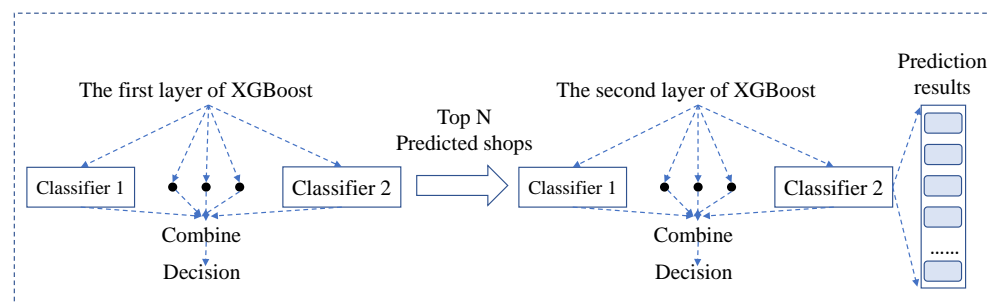 The first layer of XGBoost
Classifier 1
Classifier 2
Combine
Decision
Top N
Predicted shops
The second layer of XGBoost
Classifier 1
Classifier 2
Combine
Decision
Prediction
results
......